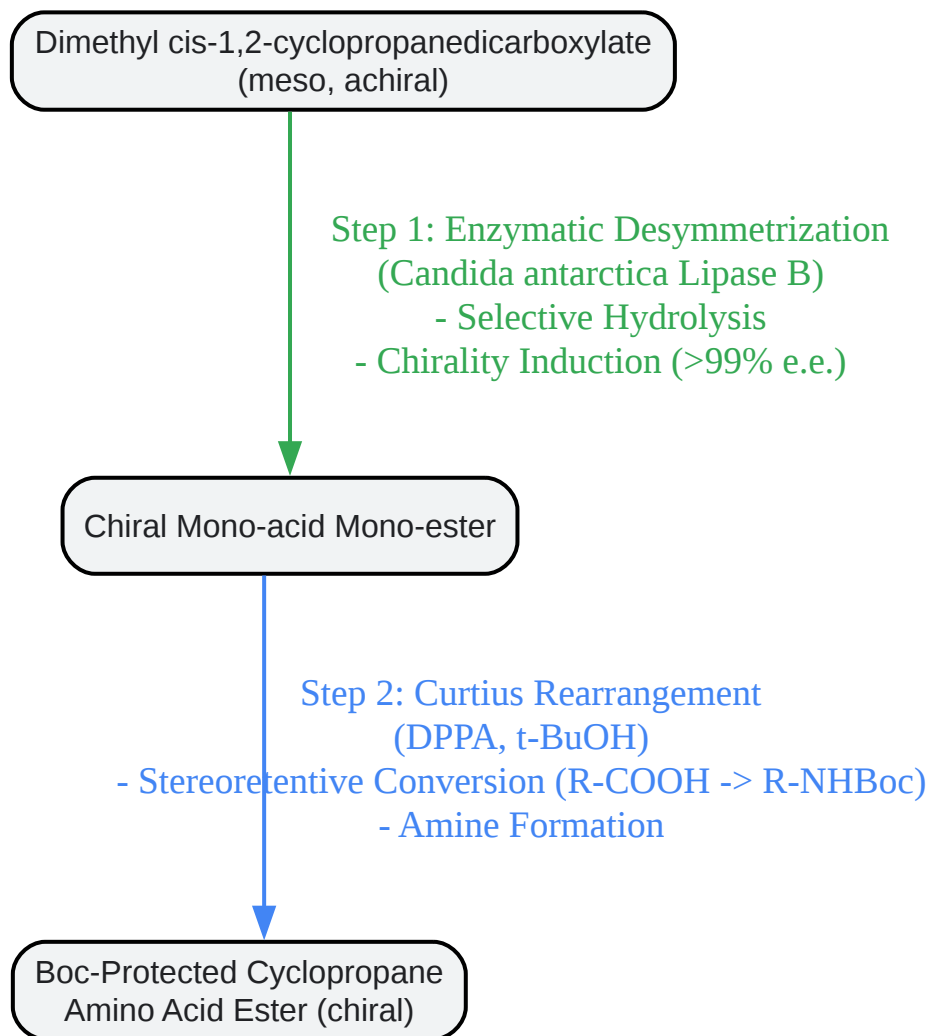 Dimethyl cis-1,2-cyclopropanedicarboxylate
(meso, achiral)
Step 1: Enzymatic Desymmetrization
(Candida antarctica Lipase B)
- Selective Hydrolysis
- Chirality Induction (>99% e.e.)
Chiral Mono-acid Mono-ester
Step 2: Curtius Rearrangement
(DPPA, t-BuOH)
- Stereoretentive Conversion (R-COOH -> R-NHBoc)
- Amine Formation
Boc-Protected Cyclopropane
Amino Acid Ester (chiral)